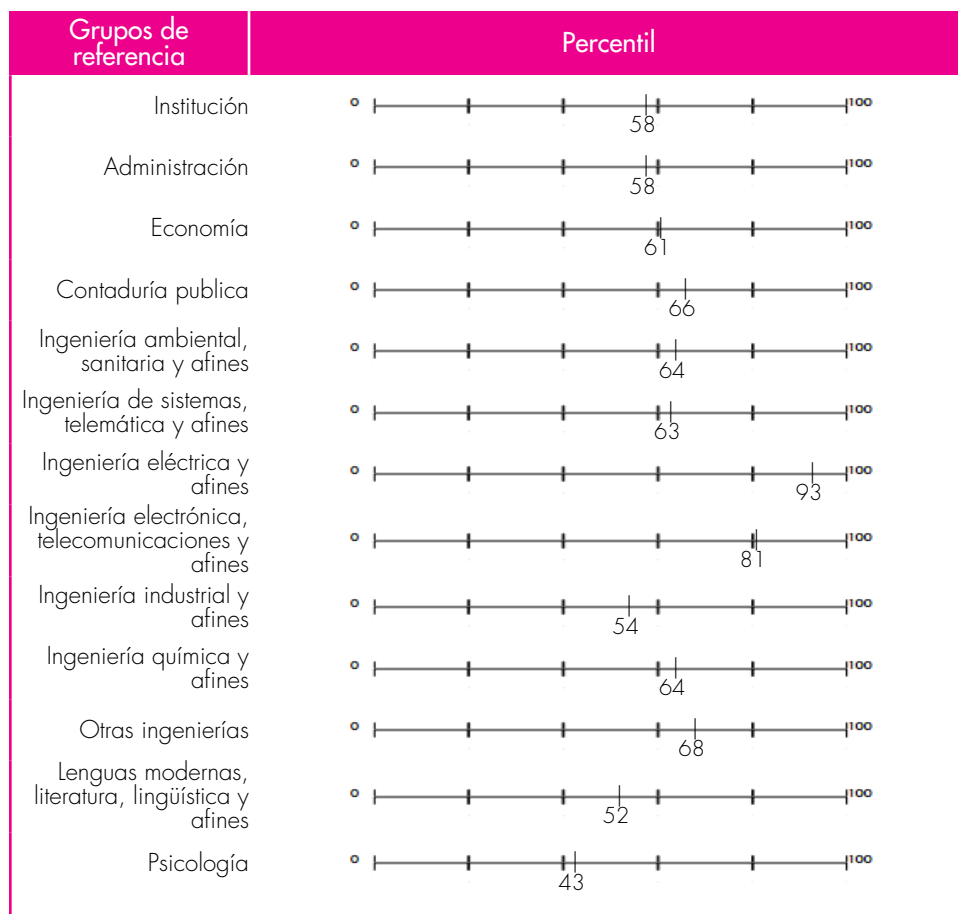 Grupos de
referencia
Percentil
Institución
0 100
58
Administración
0 100
58
Economía
0 100
61
Contaduría publica
0 100
66
Ingeniería ambiental,
sanitaria y afines
0 100
64
Ingeniería de sistemas,
telemática y afines
0 100
63
Ingeniería eléctrica y
afines
0 100
93
Ingeniería electrónica,
telecomunicaciones y
afines
0 100
81
Ingeniería industrial y
afines
0 100
54
Ingeniería química y
afines
0 100
64
Otras ingenierías
0 100
68
Lenguas modernas,
literatura, lingüística y
afines
0 100
52
Psicología
0 100
43